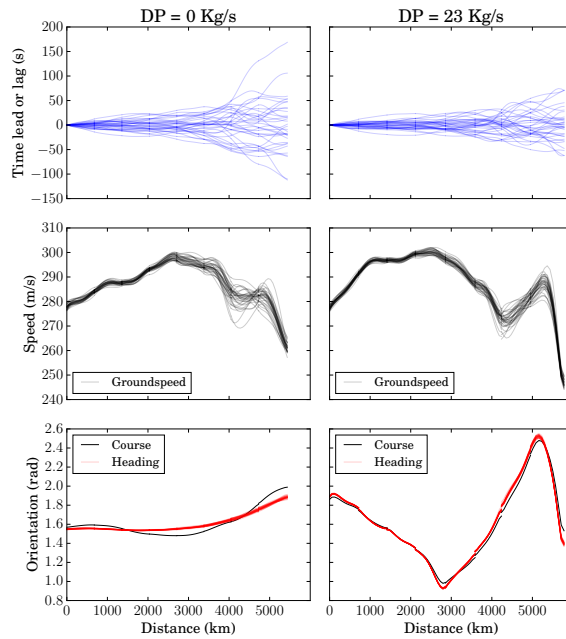 DP = 0 Kg/s DP = 23 Kg/s
200
150
100
50
0
−50
−100
−150
Time lead or lag (s)
310
300
290
280
270
260
250
240
Speed (m/s)
Groundspeed Groundspeed
2.6
2.4
2.2
2.0
1.8
1.6
1.4
1.2
1.0
0.8
Orientation (rad)
Course Course
Heading Heading
0 1000 2000 3000 4000 5000 0 1000 2000 3000 4000 5000
Distance (km) Distance (km)